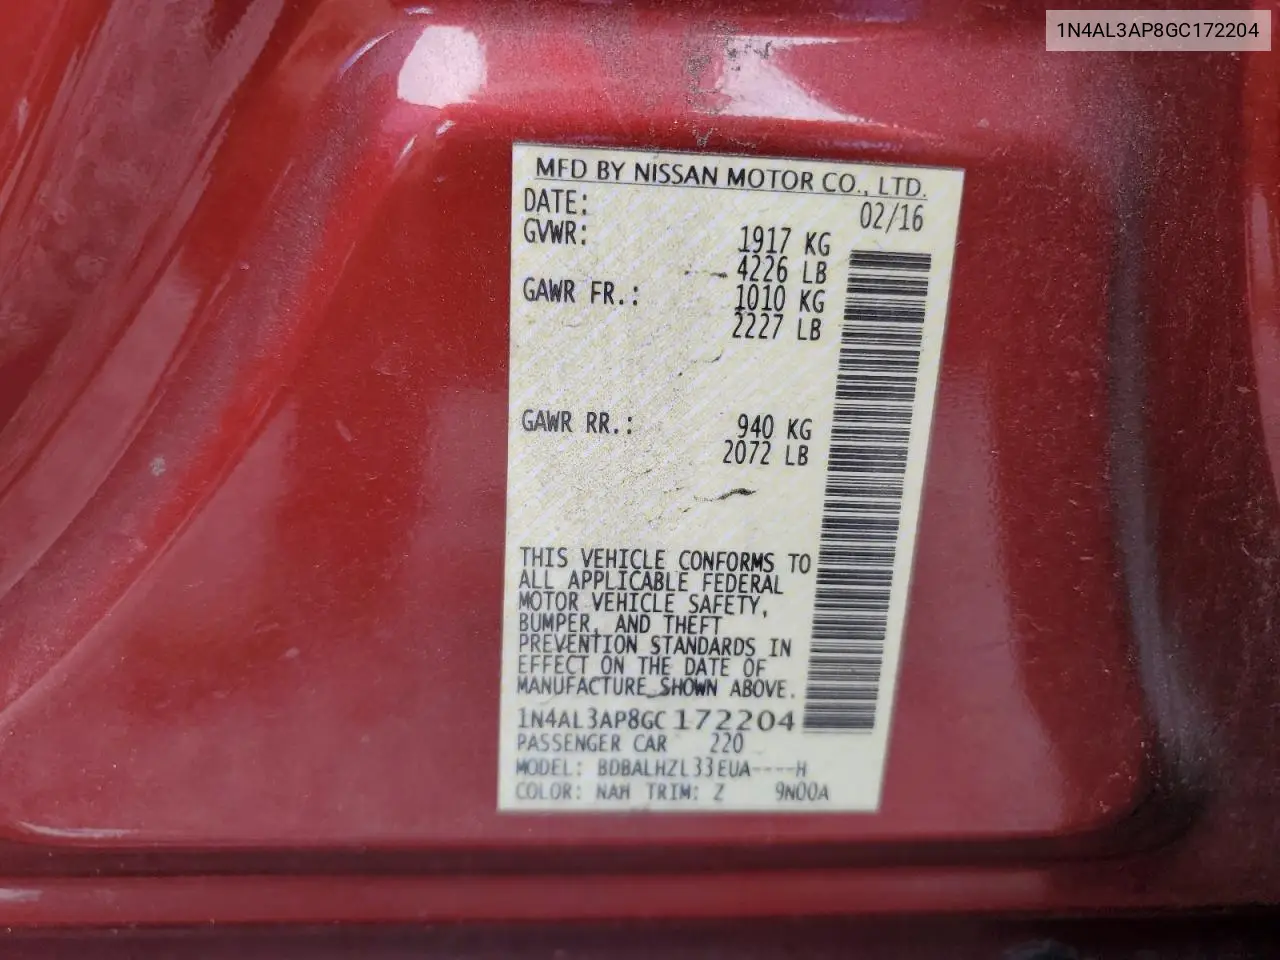 1N4AL3AP8GC172204
MFD BY NISSAN MOTOR CO., LTD.
DATE: 02/16
GVWR: 1917 KG
4226 LB
GAWR FR.: 1010 KG
2227 LB
GAWR RR.: 940 KG
2072 LB
THIS VEHICLE CONFORMS TO
ALL APPLICABLE FEDERAL
MOTOR VEHICLE SAFETY,
BUMPER, AND THEFT
PREVENTION STANDARDS IN
EFFECT ON THE DATE OF
MANUFACTURE SHOWN ABOVE.
1N4AL3AP8GC 172204
PASSENGER CAR 220
MODEL: BDBALHZL33EUA----H
COLOR: NAH TRIM: Z 9N00A